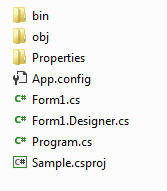 bin
obj
Properties
App.config
Form1.cs
Form1.Designer.cs
Program.cs
Sample.csproj